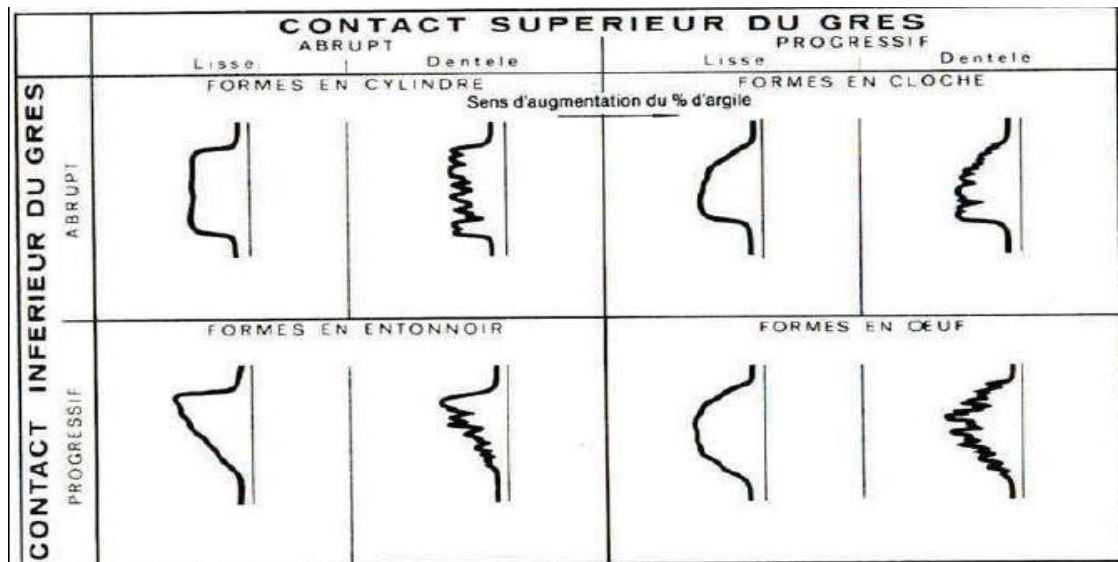 CONTACT SUPERIEUR DU GRES
ABRUPT
PROGRESSIF
Lisse
Dentele
Lisse
Dentele
FORMES EN CYLINDRE
FORMES EN CLOCHE
Sens d'augmentation du % d'argile
CONTACT INFERIEUR DU GRES
ABRUPT
FORMES EN ENTONNOIR
FORMES EN ŒUF
PROGRESSIF